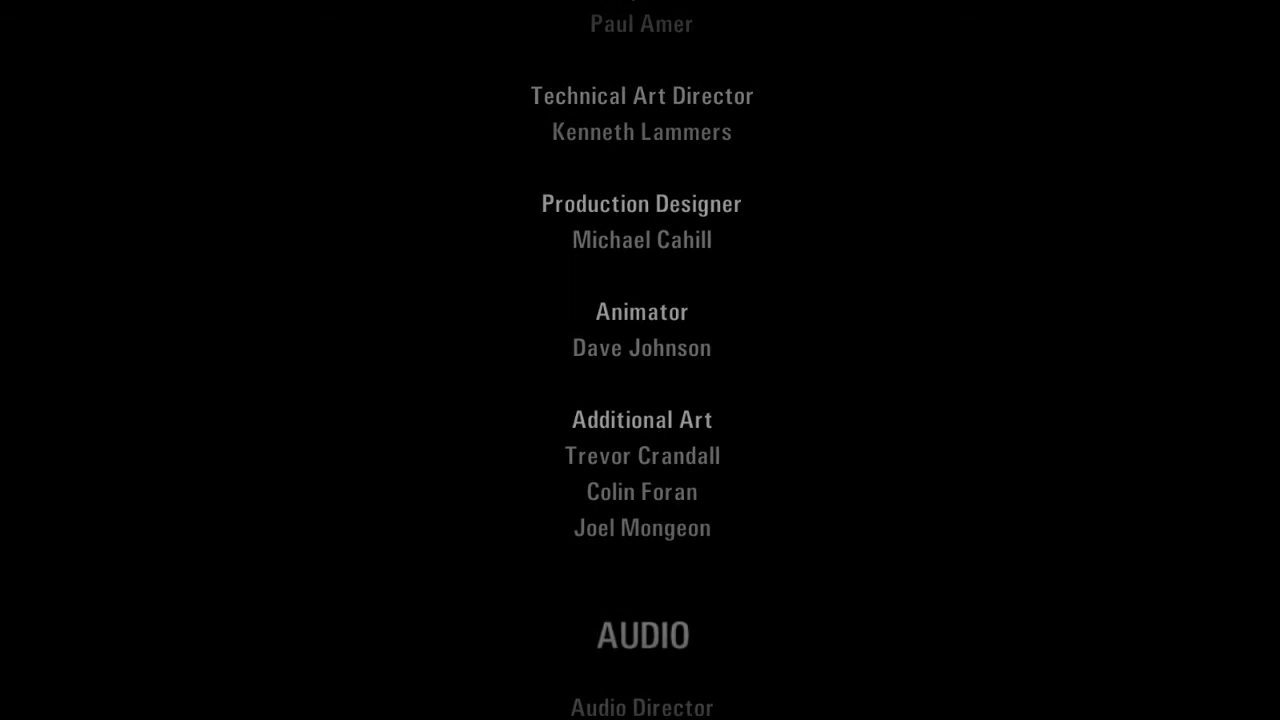 Paul Amer
Technical Art Director
Kenneth Lammers
Production Designer
Michael Cahill
Animator
Dave Johnson
Additional Art
Trevor Crandall
Colin Foran
Joel Mongeon
AUDIO
Audio Director